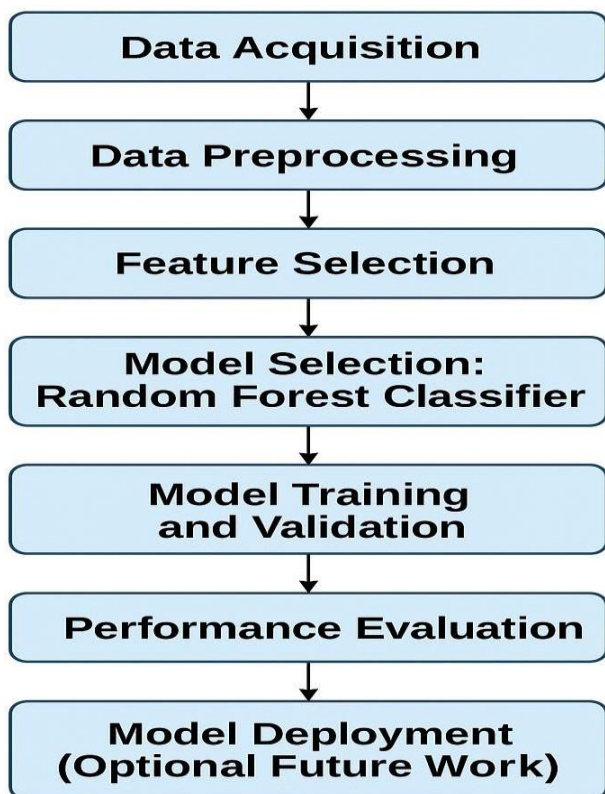 Data Acquisition
Data Preprocessing
Feature Selection
Model Selection:
Random Forest Classifier
Model Training
and Validation
Performance Evaluation
Model Deployment
(Optional Future Work)